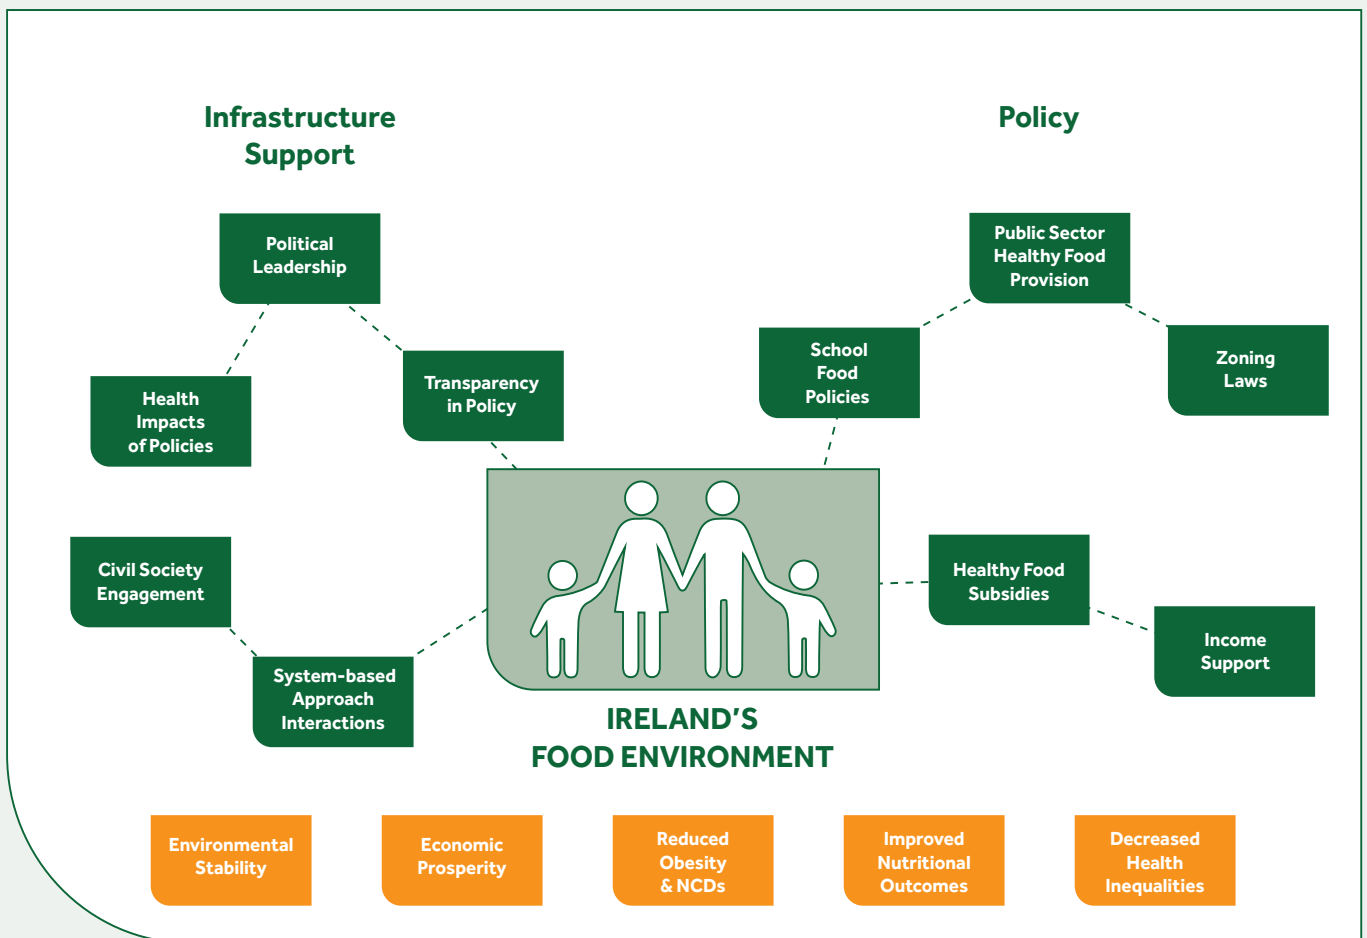 Infrastructure
Support
Policy
Political
Leadership
Public Sector
Healthy Food
Provision
Health
Impacts
of Policies
Transparency
in Policy
School
Food
Policies
Zoning
Laws
Civil Society
Engagement
System-based
Approach
Interactions
Healthy Food
Subsidies
Income
Support
IRELAND'S
FOOD ENVIRONMENT
Environmental
Stability
Economic
Prosperity
Reduced
Obesity
& NCDs
Improved
Nutritional
Outcomes
Decreased
Health
Inequalities